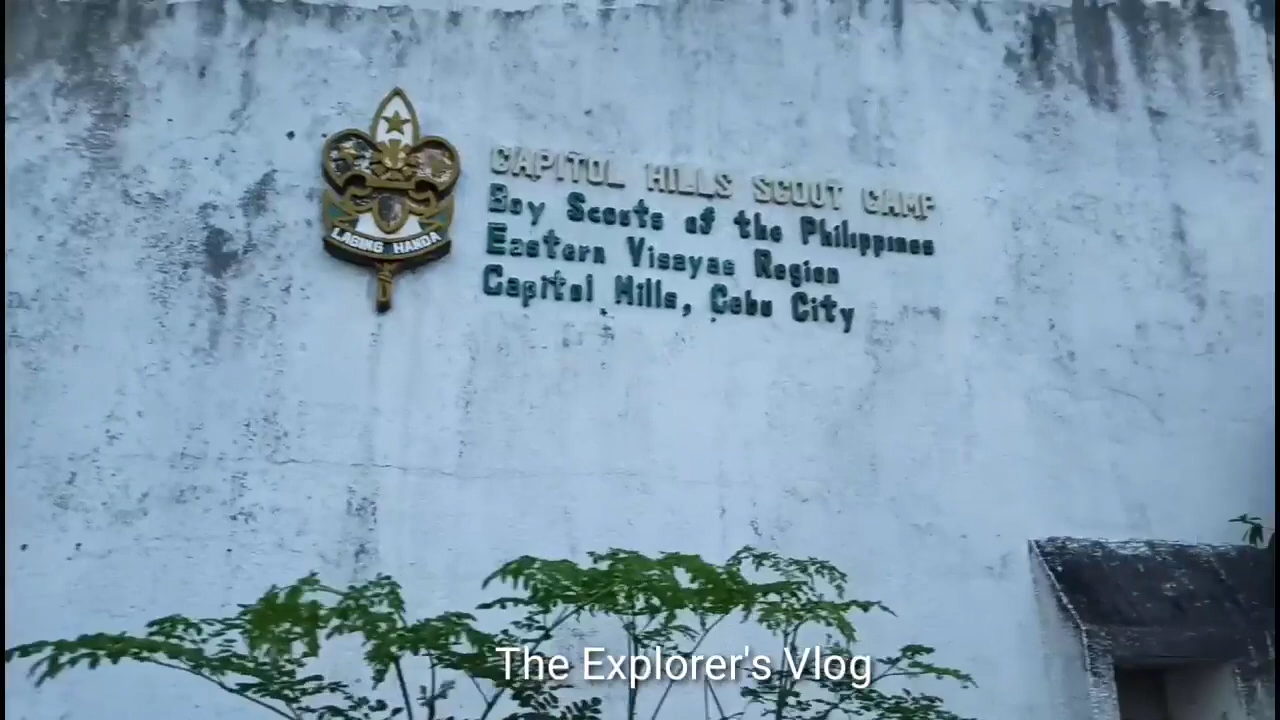 CAPITOL HILLS SCOUT CAMP
Boy Scouts of the Philippines
Eastern Visayas Region
Capitol Hills, Cebu City
LAGING HANDA
The Explorer's Vlog